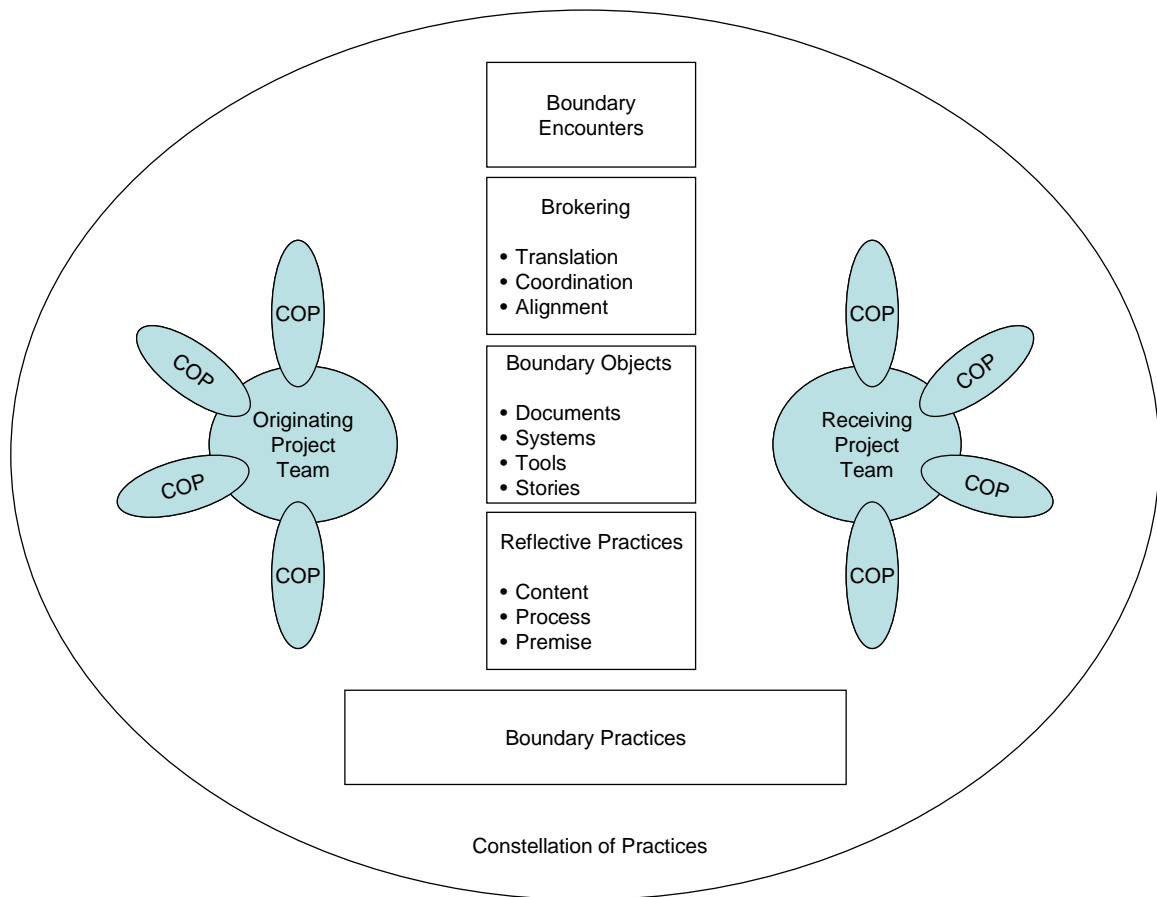 Boundary
Encounters
Brokering
• Translation
• Coordination
• Alignment
Boundary Objects
• Documents
• Systems
• Tools
• Stories
Reflective Practices
• Content
• Process
• Premise
Boundary Practices
Constellation of Practices
COP
COP
Originating
Project
Team
COP
COP
COP
COP
Receiving
Project
Team
COP
COP